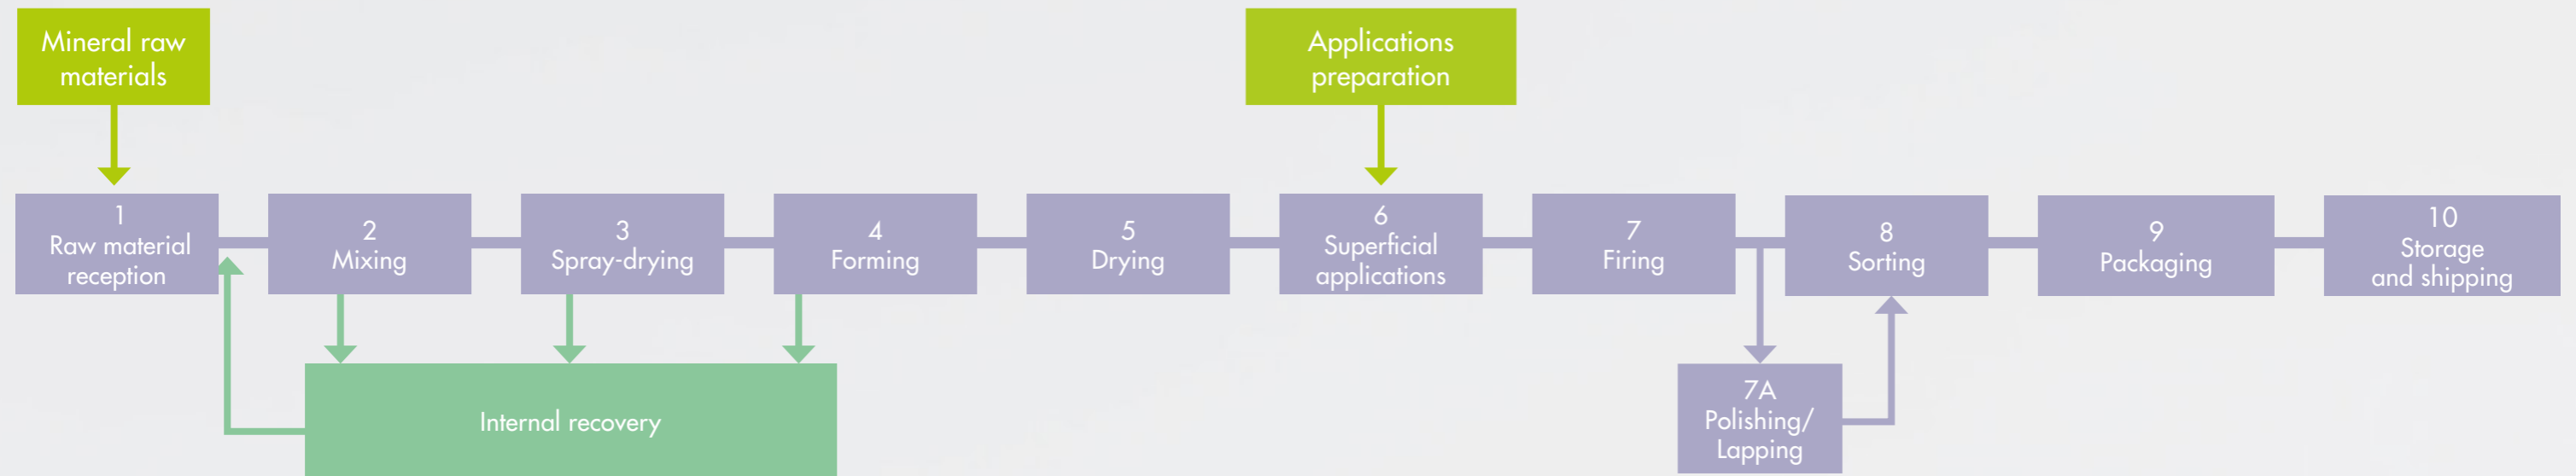 Mineral raw
materials
Applications
preparation
1
Raw material
reception
2
Mixing
3
Spray-drying
4
Forming
5
Drying
6
Superficial
applications
7
Firing
8
Sorting
9
Packaging
10
Storage
and shipping
Internal recovery
7A
Polishing/
Lapping